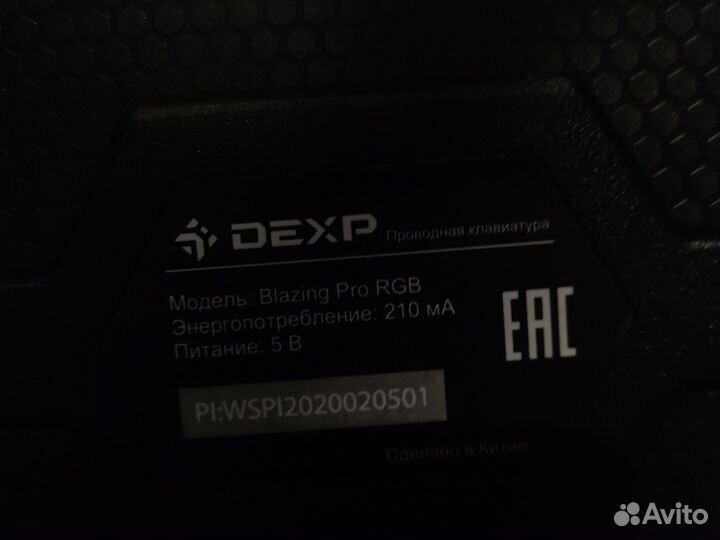 DEXP Проводная клавиатура
Модель: Blazing Pro RGB
Энергопотребление: 210 мА
Питание: 5 В
EAC
PI:WSPI2020020501
Сделано в Китае
Avito